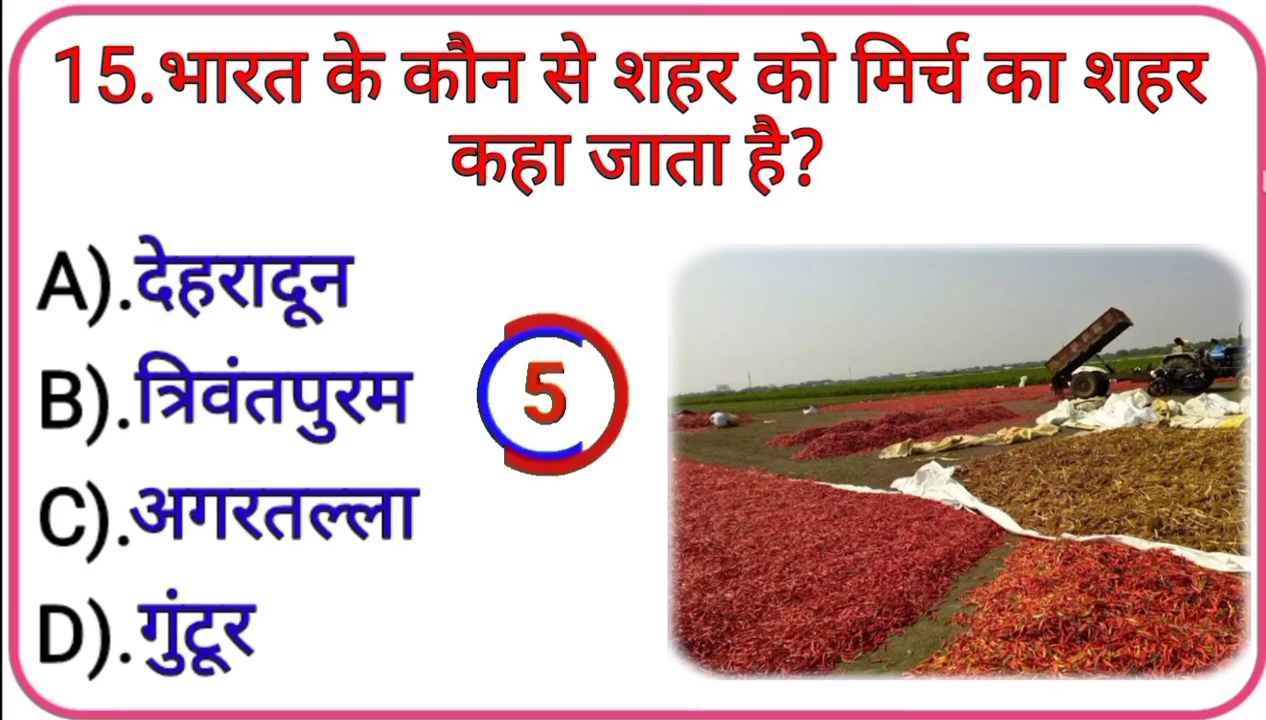 15.भारत के कौन से शहर को मिर्च का शहर
कहा जाता है?
A).देहरादून
B).त्रिवंतपुरम
C).अगरतल्ला
D).गुंटूर
5